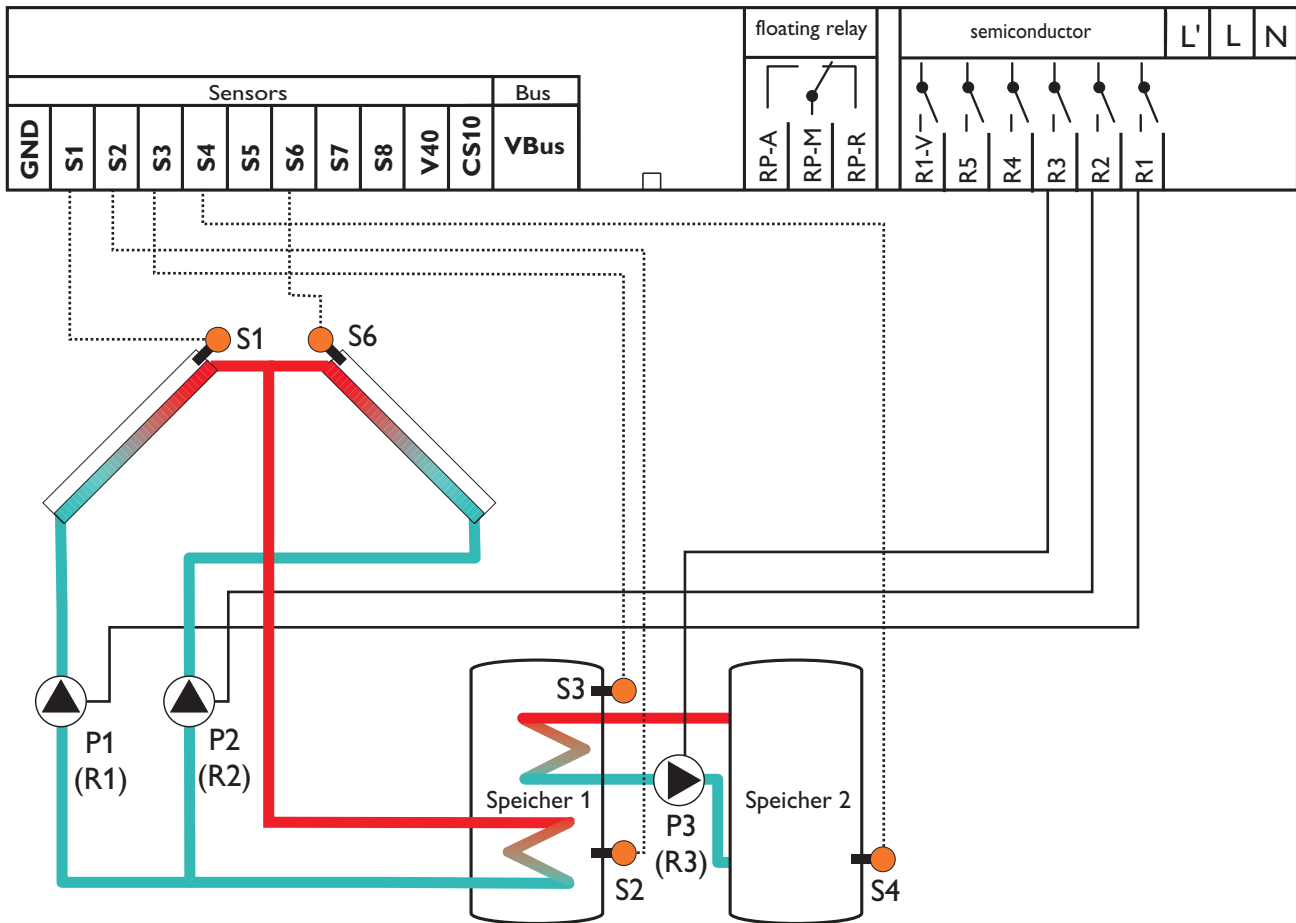 floating relay
semiconductor
L' L N
Sensors
Bus
GND S1 S2 S3 S4 S5 S6 S7 S8 V40 CS10 VBus
RP-A RP-M RP-R
R1-V R5 R4 R3 R2 R1
S1
S6
S3
P1
(R1)
P2
(R2)
Speicher 1
P3
(R3)
Speicher 2
S2
S4